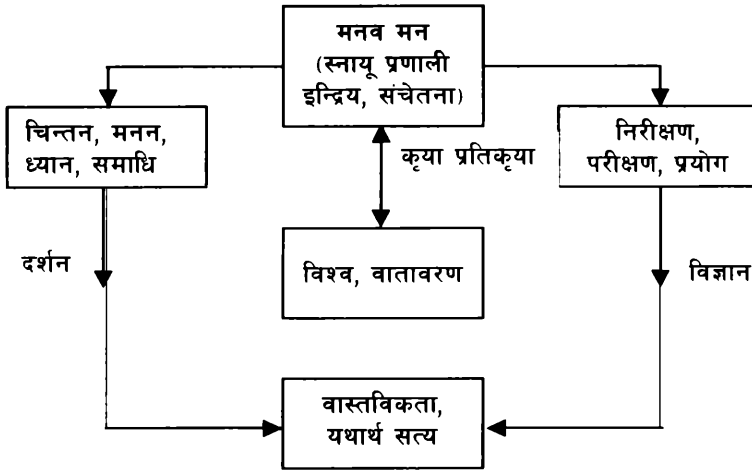 मनव मन
(स्नायू प्रणाली
इन्द्रिय, संचेतना)
चिन्तन, मनन,
ध्यान, समाधि
निरीक्षण,
परीक्षण, प्रयोग
कृया प्रतिकृया
दर्शन
विश्व, वातावरण
विज्ञान
वास्तविकता,
यथार्थ सत्य